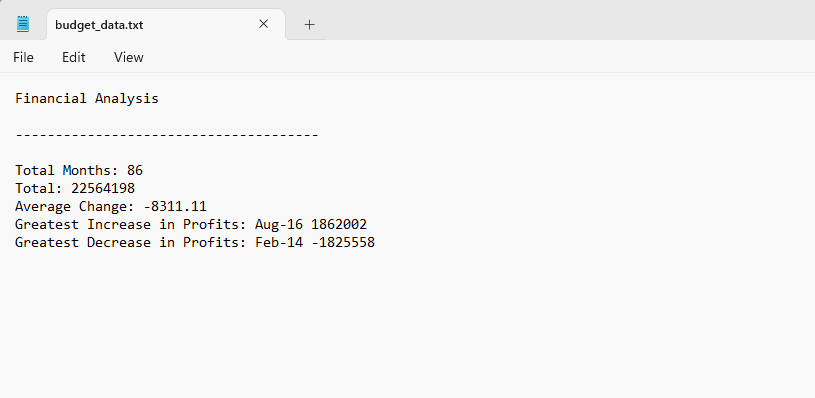 budget_data.txt
File Edit View
Financial Analysis
--------------------------------------
Total Months: 86
Total: 22564198
Average Change: -8311.11
Greatest Increase in Profits: Aug-16 1862002
Greatest Decrease in Profits: Feb-14 -1825558